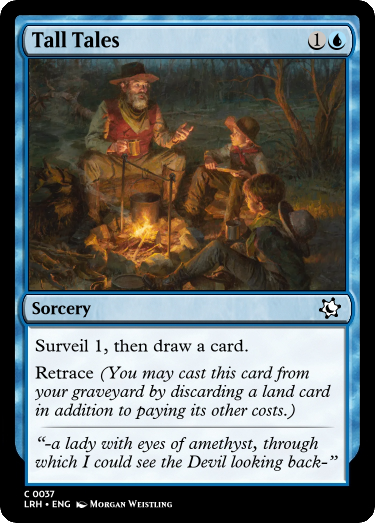 Tall Tales 1
Sorcery
Surveil 1, then draw a card.
Retrace (You may cast this card from
your graveyard by discarding a land card
in addition to paying its other costs.)
“-a lady with eyes of amethyst, through
which I could see the Devil looking back-”
C 0037
LRH • ENG Morgan Weistling